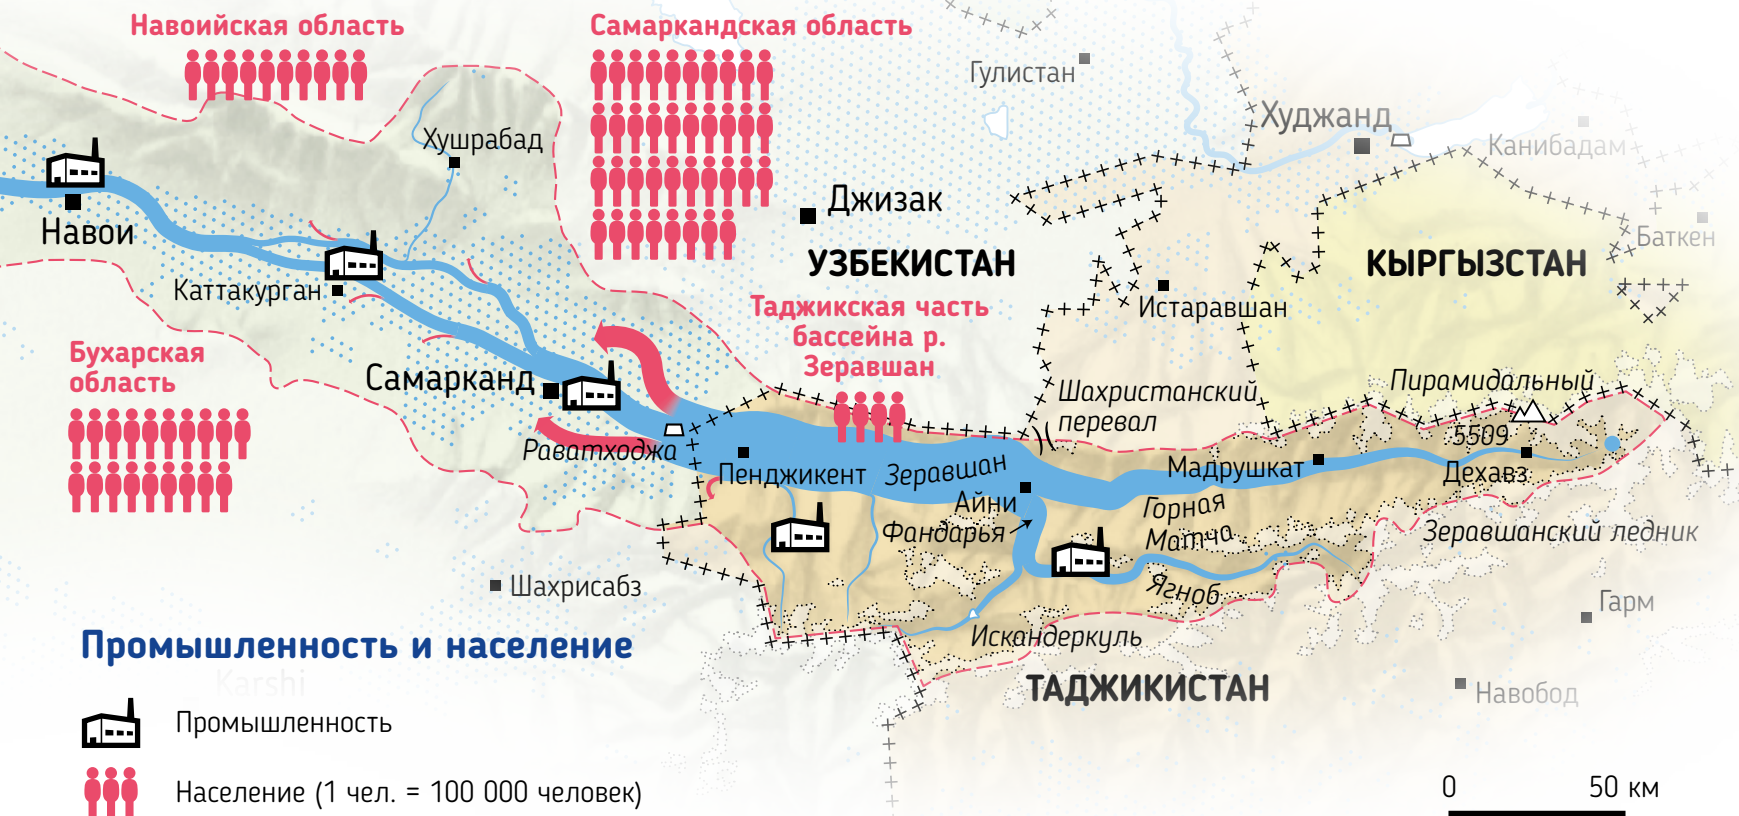 Навоийская область
Самаркандская область
Гулистан
Худжанд
Канибадам
Хушрабад
Джизак
Навои
УЗБЕКИСТАН
КЫРГЫЗСТАН
Баткен
Каттакурган
Истаравшан
Таджикская часть
бассейна р.
Зеравшан
Бухарская
область
Самарканд
Шахристанский
перевал
Пирамидальный
5509
Раватходжа
Пенджикент
Зеравшан
Мадрушкат
Дехавз
Айни
Фандарья
Горная
Матча
Зеравшанский ледник
Шахрисабз
Ягноб
Гарм
Искандеркуль
ТАДЖИКИСТАН
Навобод
Промышленность и население
Karshi
Промышленность
Население (1 чел. = 100 000 человек)
0 50 км